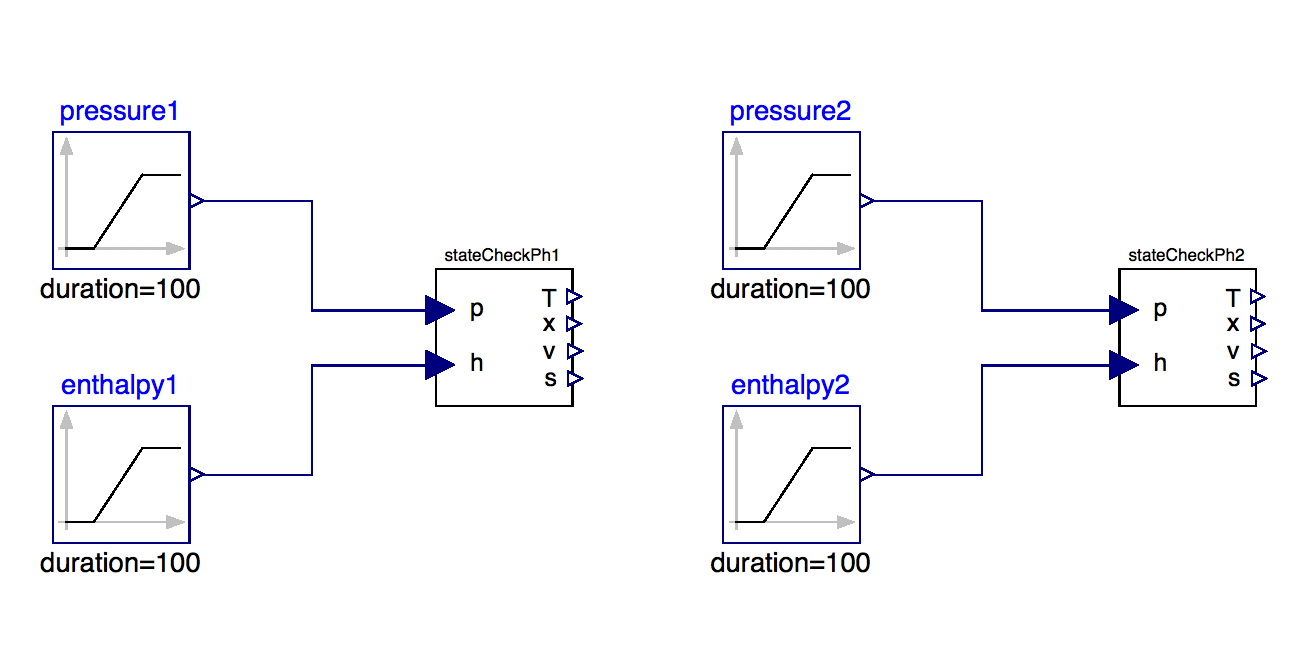 pressure1
duration=100
enthalpy1
duration=100
stateCheckPh1
p
h
T
x
v
s
pressure2
duration=100
enthalpy2
duration=100
stateCheckPh2
p
h
T
x
v
s